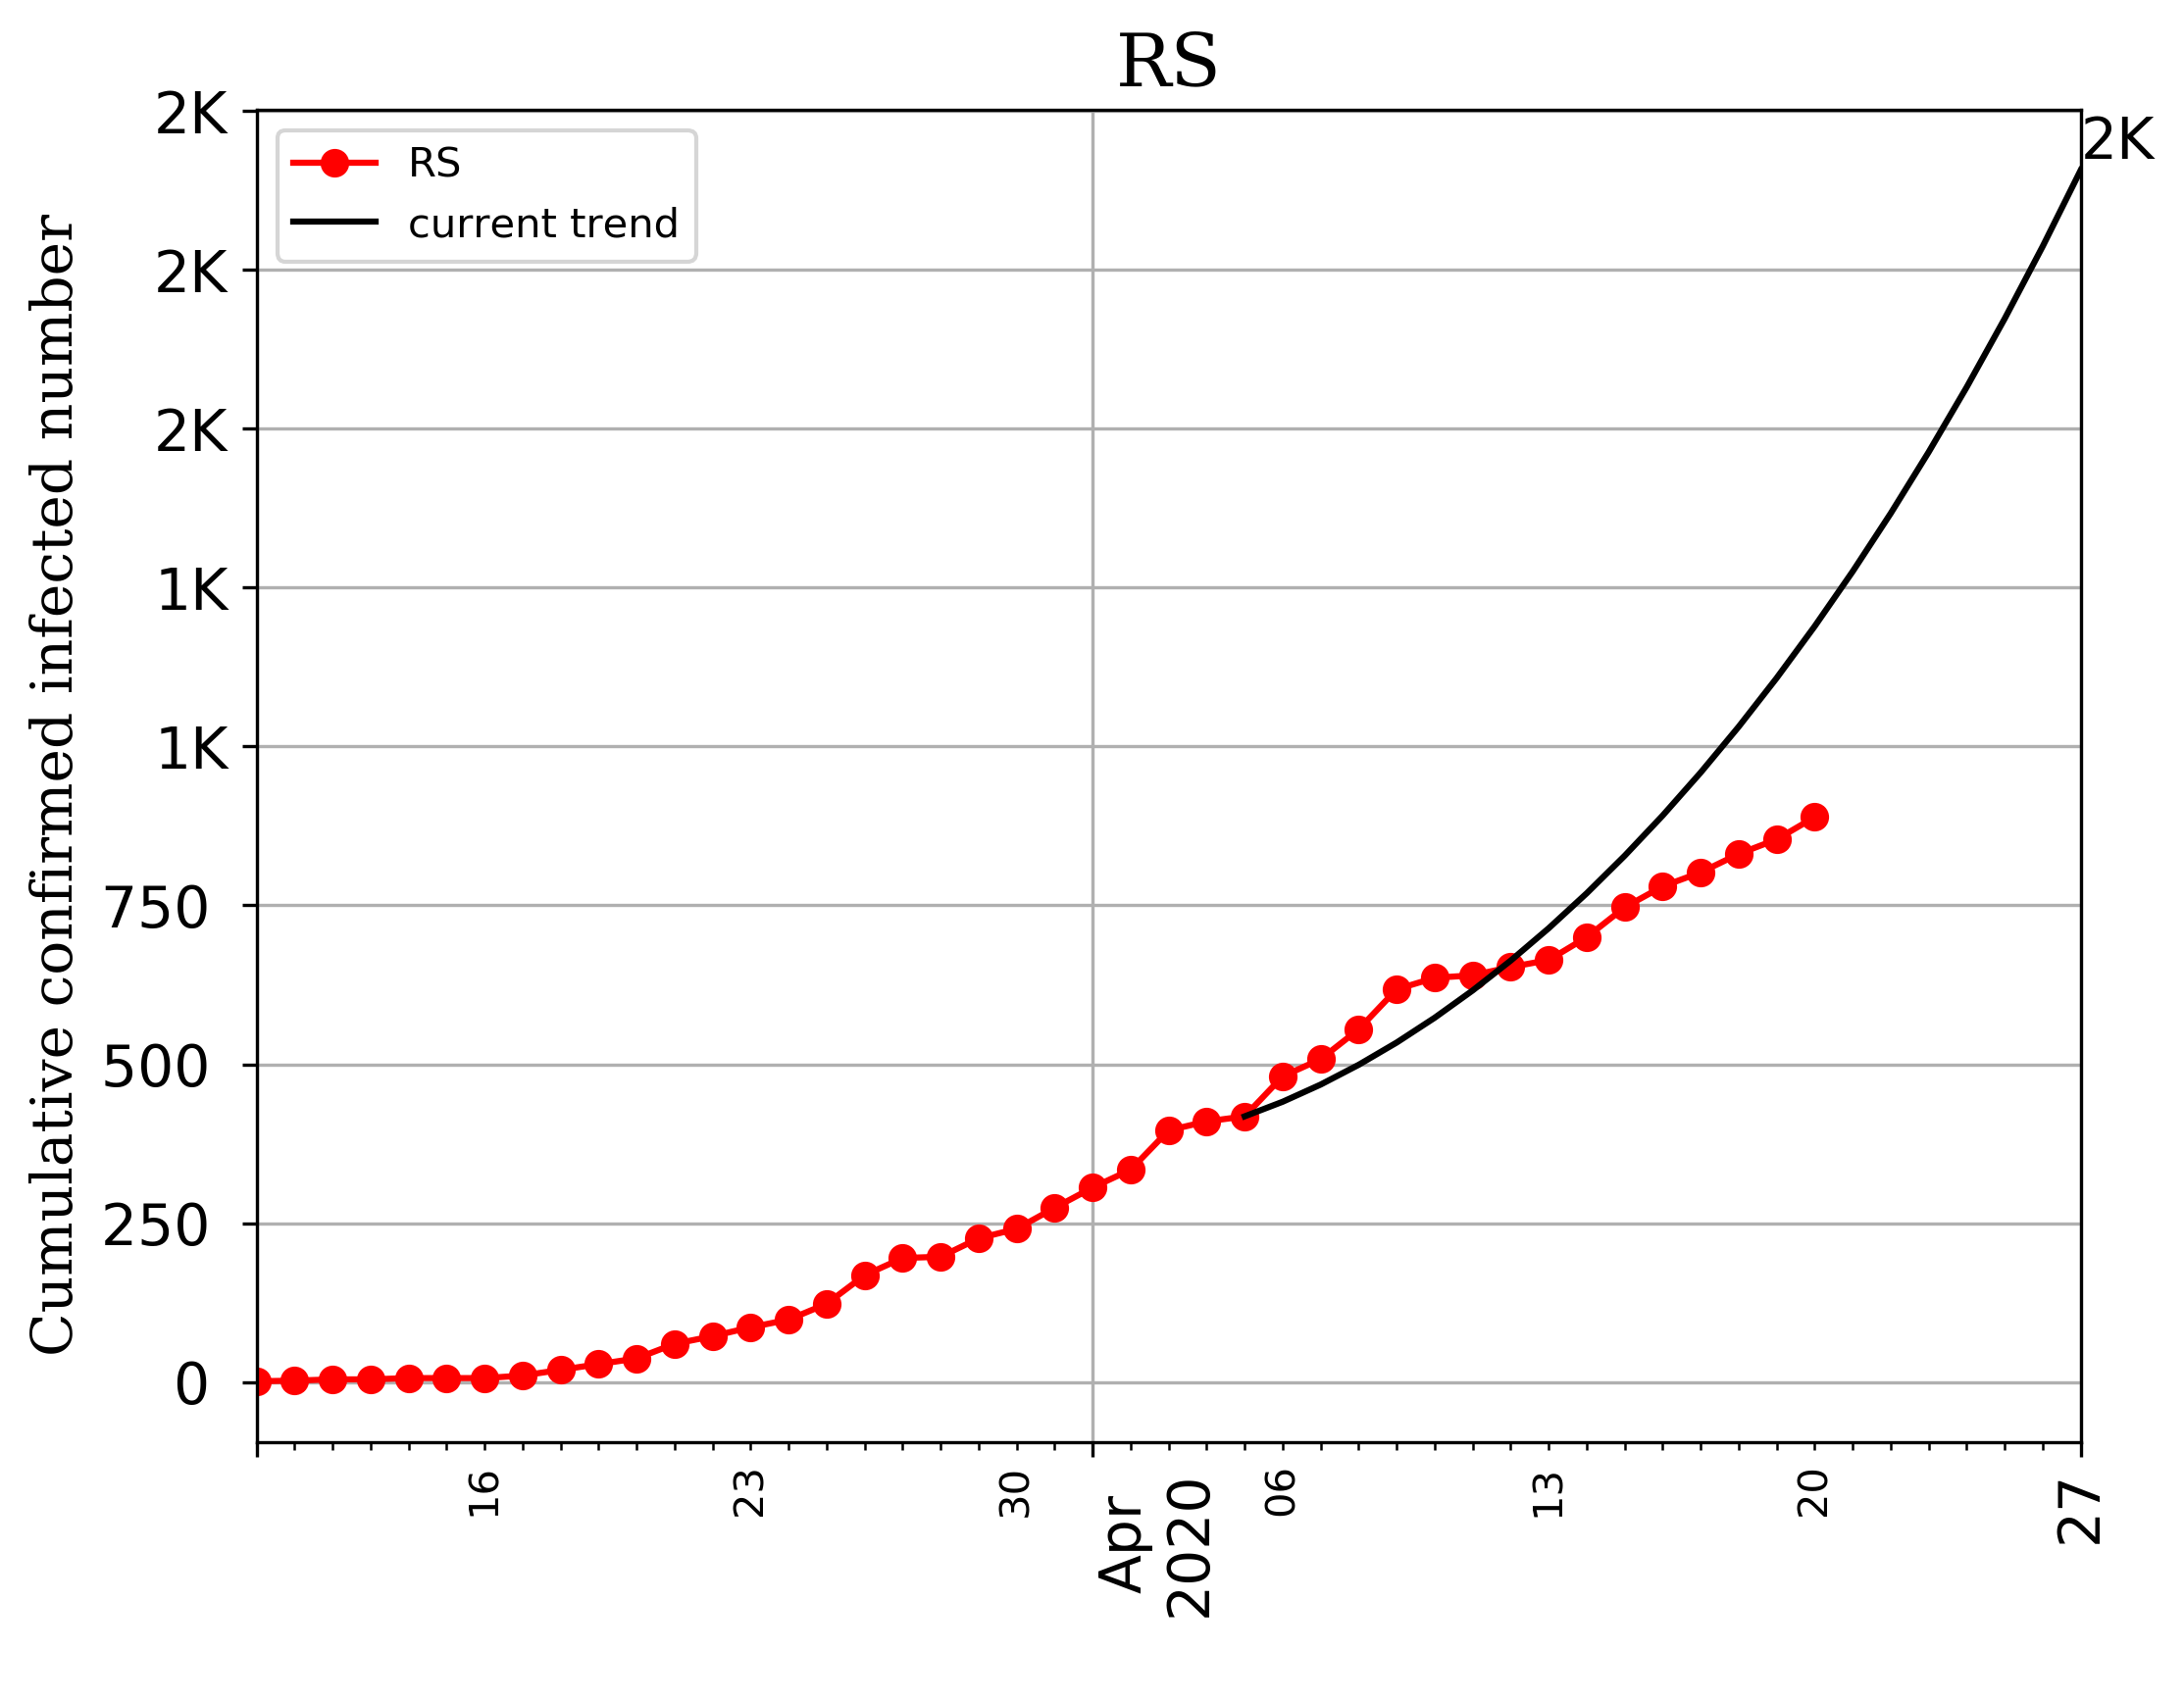 RS
2K
2K
RS
current trend
2K
2K
1K
1K
750
500
250
0
Cumulative confirmed infected number
16
23
30
Apr
2020
06
13
20
27